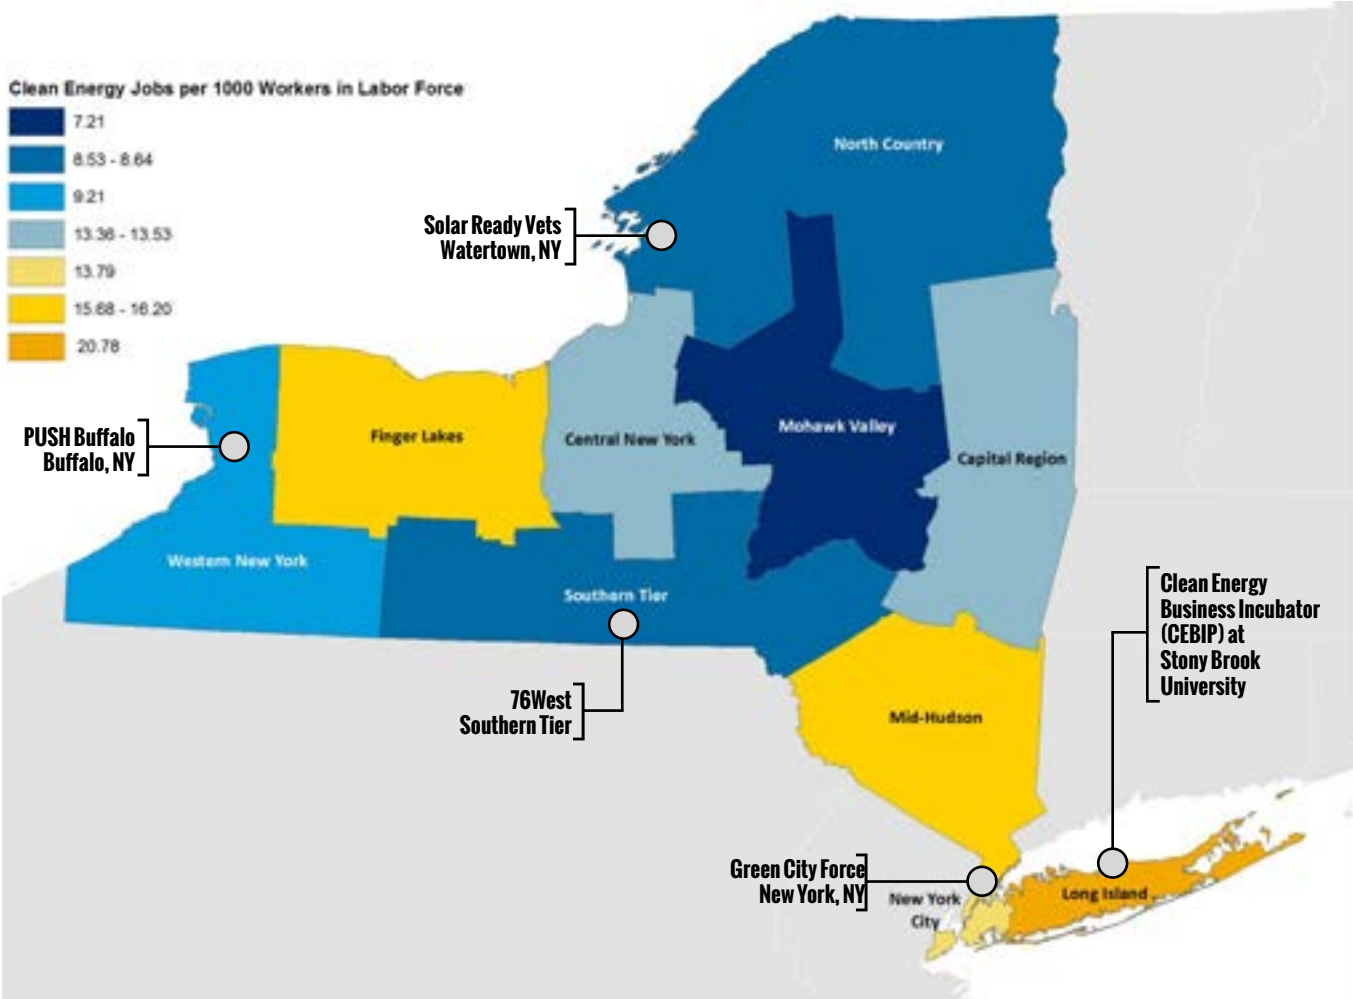 Clean Energy Jobs per 1000 Workers in Labor Force
7.21
8.53 - 8.64
9.21
13.36 - 13.53
13.79
15.68 - 16.20
20.78
North Country
Solar Ready Vets
Watertown, NY
PUSH Buffalo
Buffalo, NY
Finger Lakes
Central New York
Mohawk Valley
Capital Region
Western New York
Southern Tier
76West
Southern Tier
Clean Energy
Business Incubator
(CEBIP) at
Stony Brook
University
Mid-Hudson
Green City Force
New York, NY
New York
City
Long Island